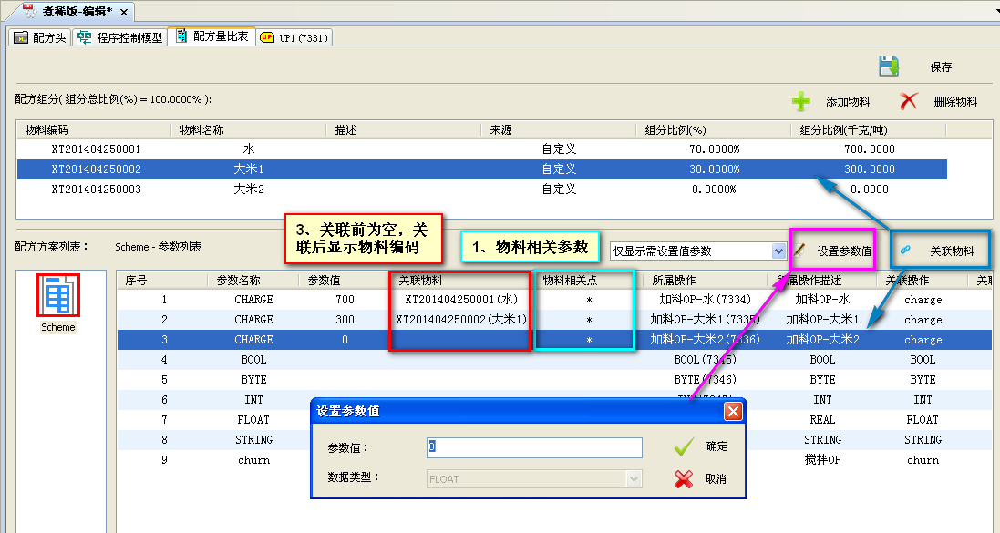 煮稀饭-编辑*
配方头 程序控制模型 配方量比表 UP1(7331)
保存
配方组分( 组分总比例(%) = 100.0000% ):
添加物料 删除物料
物料编码 物料名称 描述 来源 组分比例(%) 组分比例(千克/吨)
XT201404250001 水 自定义 70.0000% 700.0000
XT201404250002 大米1 自定义 30.0000% 300.0000
XT201404250003 大米2 自定义 0.0000% 0.0000
3、关联前为空，关
联后显示物料编码
1、物料相关参数
配方方案列表： Scheme - 参数列表 仅显示需设置值参数 设置参数值 关联物料
Scheme
序号 参数名称 参数值 关联物料 物料相关点 所属操作 所属操作描述 关联操作 关联
1 CHARGE 700 XT201404250001(水) * 加料OP-水(7334) 加料OP-水 charge
2 CHARGE 300 XT201404250002(大米1) * 加料OP-大米1(7335) 加料OP-大米1 charge
3 CHARGE 0 * 加料OP-大米2(7336) 加料OP-大米2 charge
4 BOOL BOOL(7345) BOOL BOOL
5 BYTE BYTE(7346) BYTE BYTE
6 INT INT INT
7 FLOAT REAL FLOAT
8 STRING STRING STRING
9 churn 搅拌OP churn
设置参数值
参数值： 0 确定
数据类型： FLOAT 取消